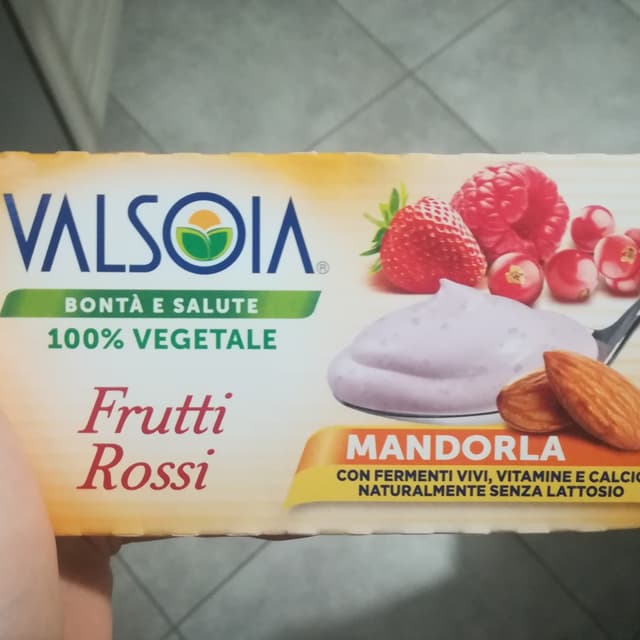 VALSOIA®
BONTÀ E SALUTE
100% VEGETALE
Frutti
Rossi
MANDORLA
CON FERMENTI VIVI, VITAMINE E CALCIO
NATURALMENTE SENZA LATTOSIO